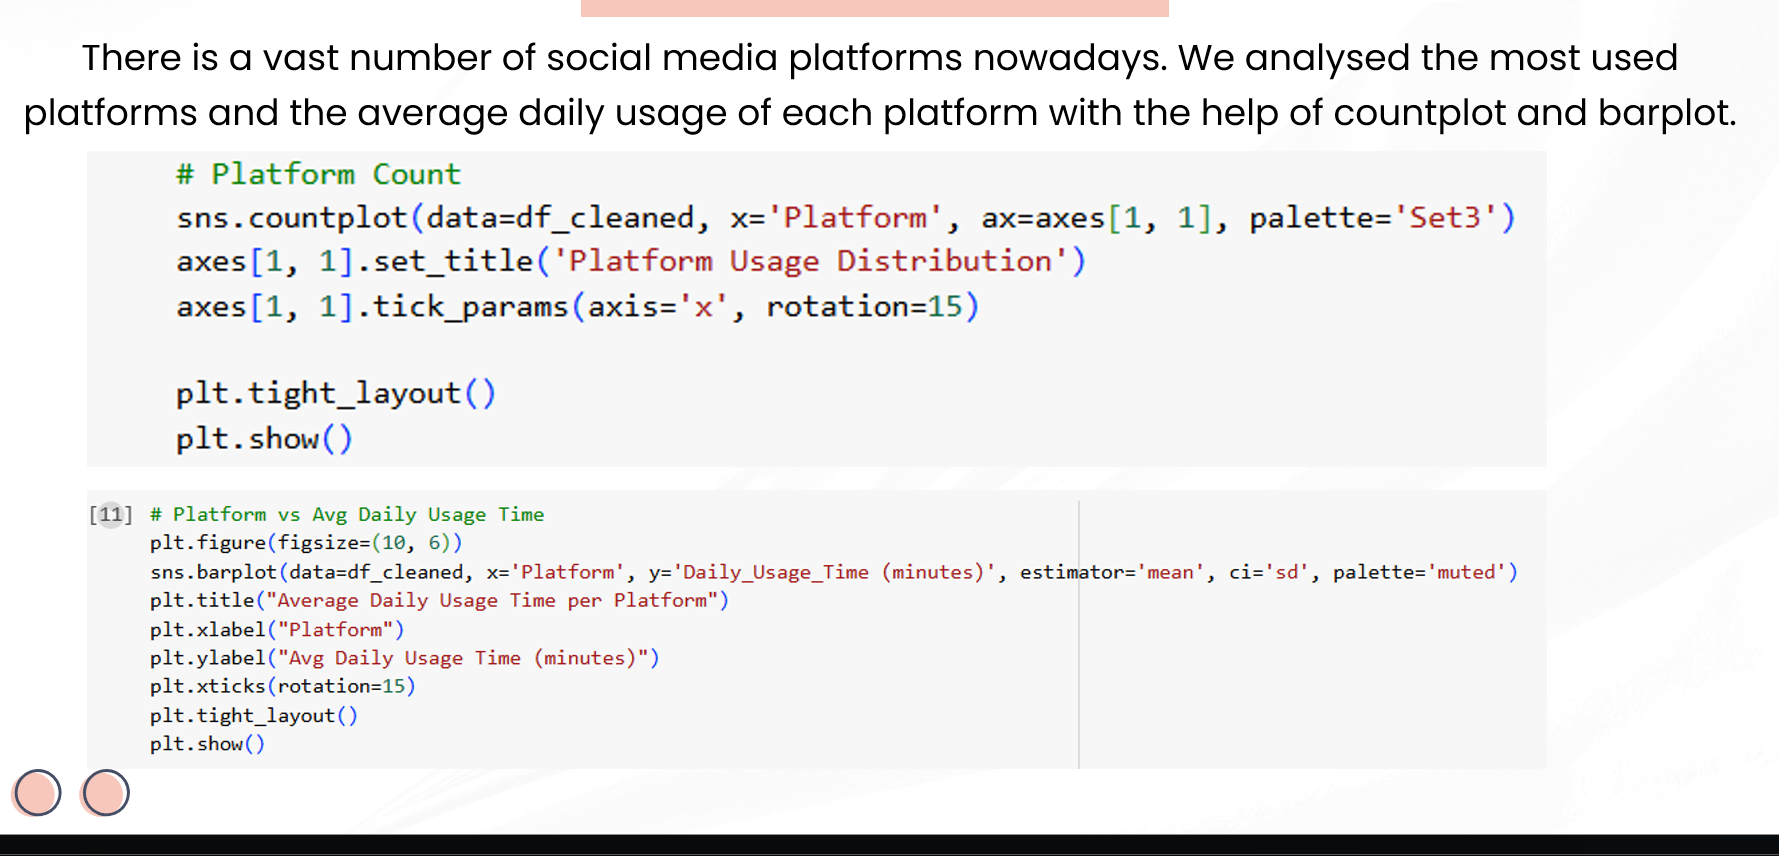 There is a vast number of social media platforms nowadays. We analysed the most used
platforms and the average daily usage of each platform with the help of countplot and barplot.
# Platform Count
sns.countplot(data=df_cleaned, x='Platform', ax=axes[1, 1], palette='Set3')
axes[1, 1].set_title('Platform Usage Distribution')
axes[1, 1].tick_params(axis='x', rotation=15)
plt.tight_layout()
plt.show()
[11] # Platform vs Avg Daily Usage Time
plt.figure(figsize=(10, 6))
sns.barplot(data=df_cleaned, x='Platform', y='Daily_Usage_Time (minutes)', estimator='mean', ci='sd', palette='muted')
plt.title("Average Daily Usage Time per Platform")
plt.xlabel("Platform")
plt.ylabel("Avg Daily Usage Time (minutes)")
plt.xticks(rotation=15)
plt.tight_layout()
plt.show()